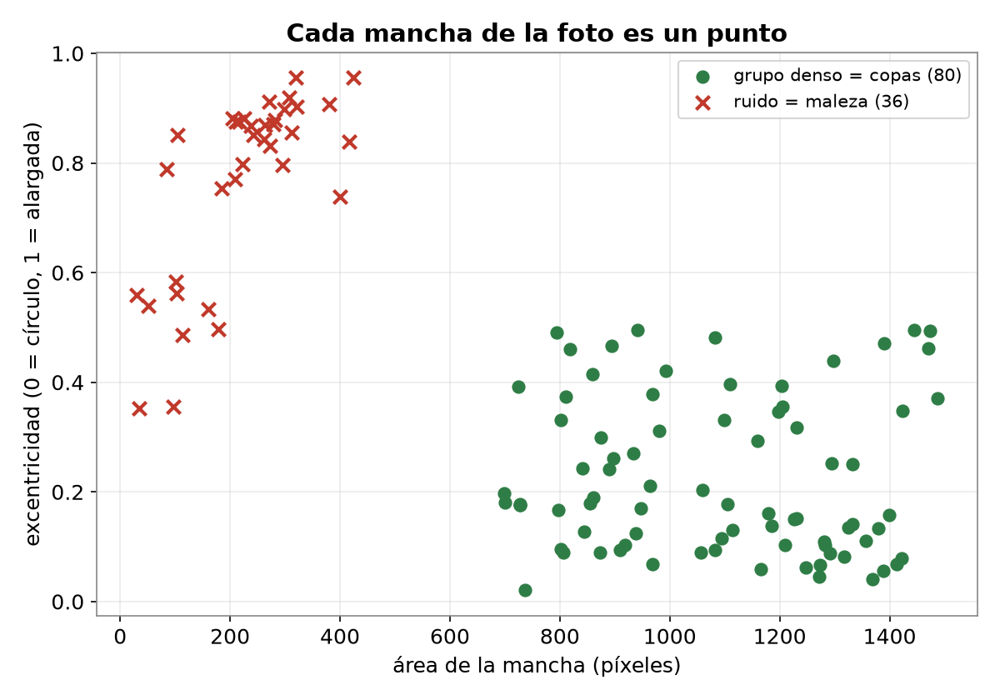 Cada mancha de la foto es un punto
grupo denso = copas (80)
ruido = maleza (36)
excentricidad (0 = círculo, 1 = alargada)
1.0
0.8
0.6
0.4
0.2
0.0
0 200 400 600 800 1000 1200 1400
área de la mancha (píxeles)